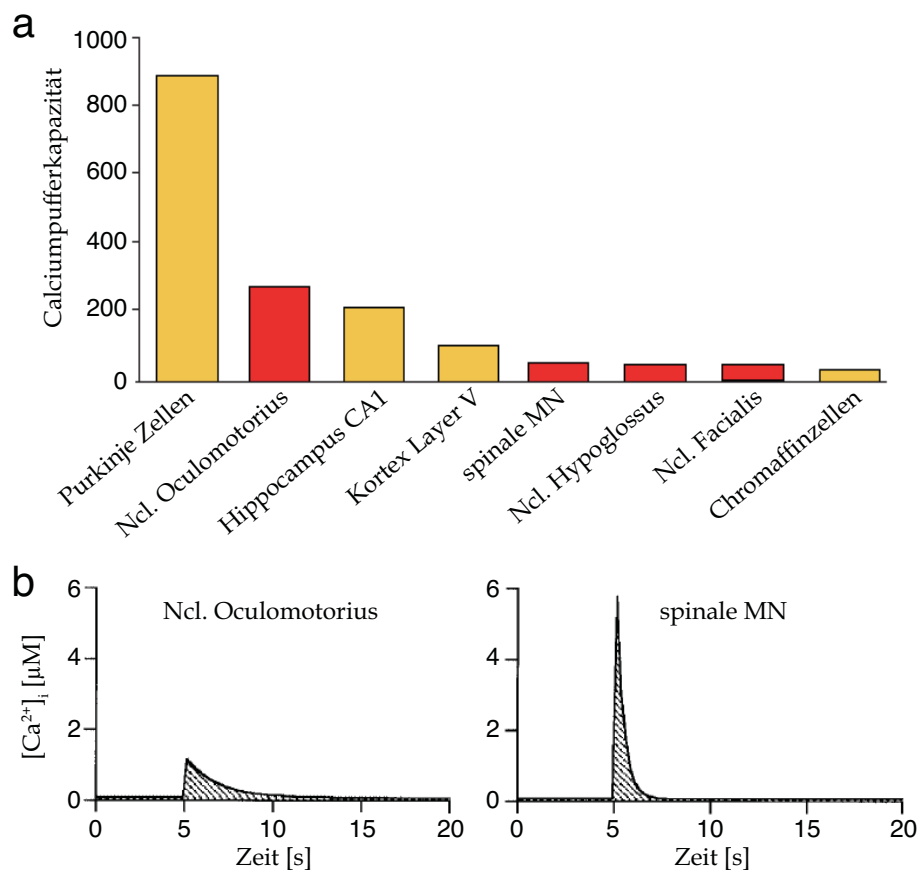 a
Calciumpufferkapazität
1000
800
600
400
200
0
Purkinje Zellen
Ncl. Oculomotorius
Hippocampus CA1
Kortex Layer V
spinale MN
Ncl. Hypoglossus
Ncl. Facialis
Chromaffinzellen
b
[Ca²⁺]ᵢ [µM]
6
4
2
0
Ncl. Oculomotorius
0 5 10 15 20
Zeit [s]
6
4
2
0
spinale MN
0 5 10 15 20
Zeit [s]